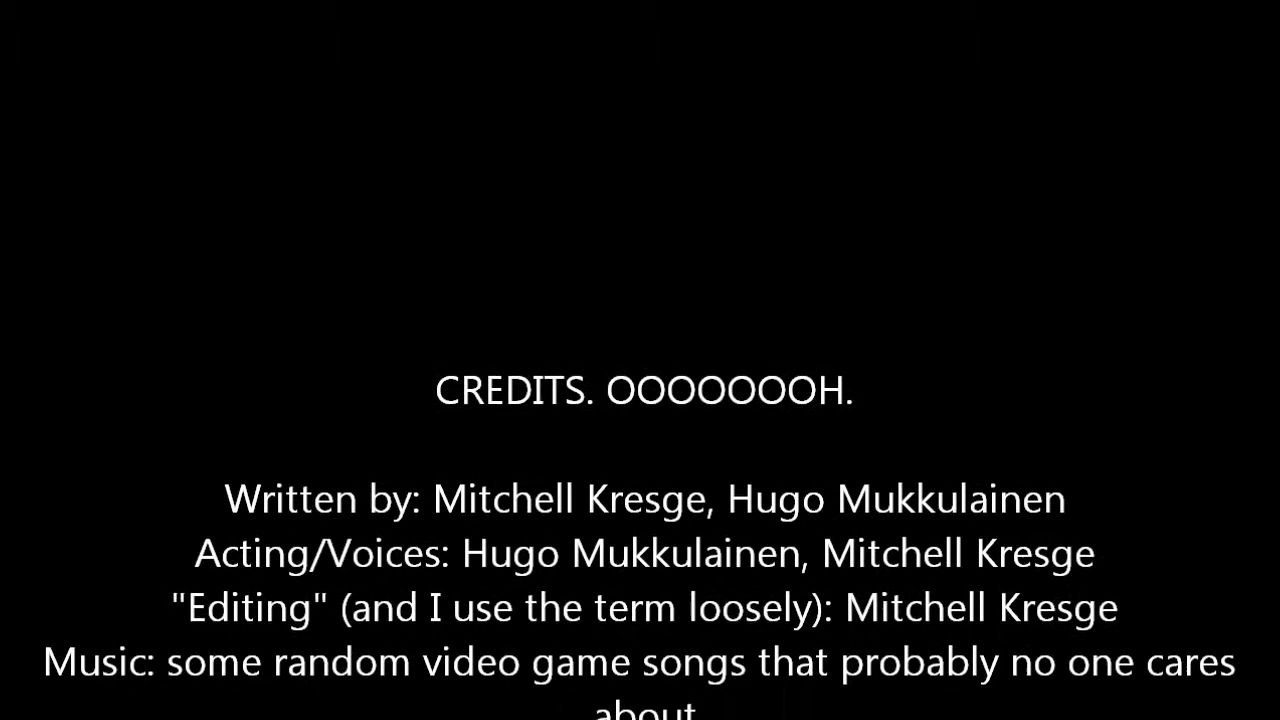 CREDITS. OOOOOOOH.
Written by: Mitchell Kresge, Hugo Mukkulainen
Acting/Voices: Hugo Mukkulainen, Mitchell Kresge
"Editing" (and I use the term loosely): Mitchell Kresge
Music: some random video game songs that probably no one cares
about